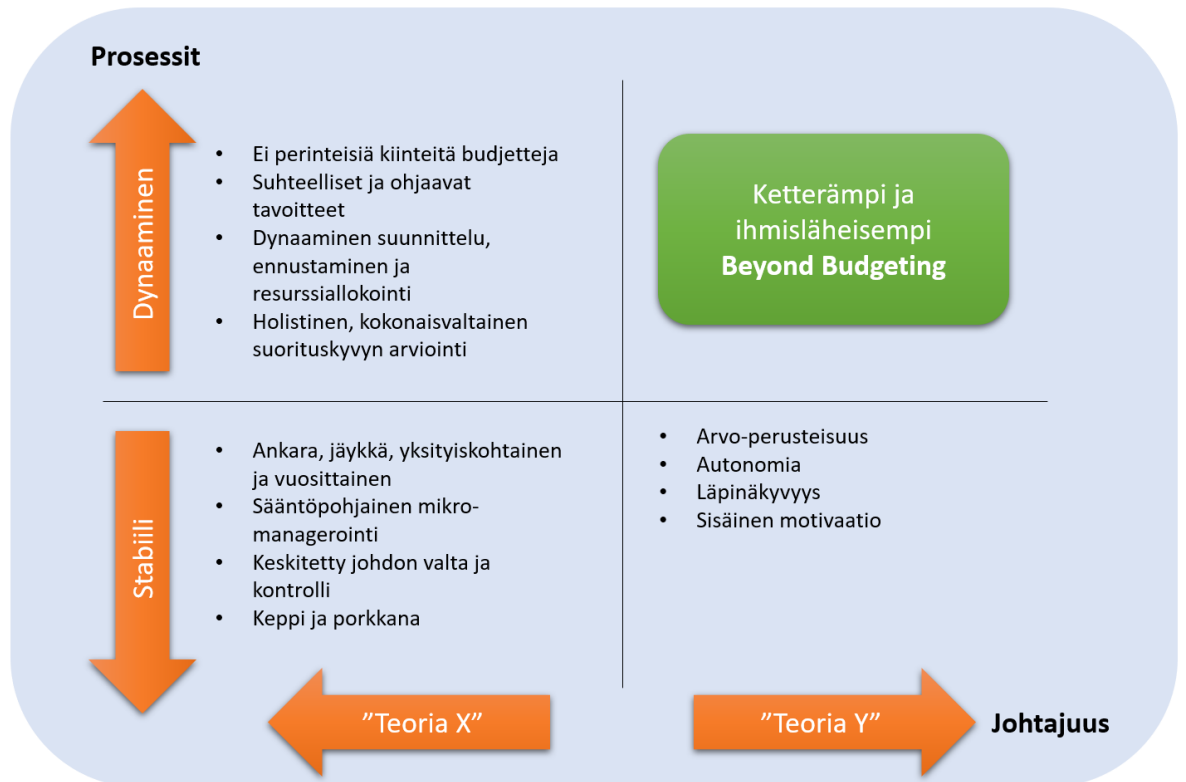 Prosessit
Dynaaminen
• Ei perinteisiä kiinteitä budjetteja
• Suhteelliset ja ohjaavat
tavoitteet
• Dynaaminen suunnittelu,
ennustaminen ja
resurssiallokointi
• Holistinen, kokonaisvaltainen
suorituskyvyn arviointi
Ketterämpi ja
ihmisläheisempi
Beyond Budgeting
Stabiili
• Ankara, jäykkä, yksityiskohtainen
ja vuosittainen
• Sääntöpohjainen mikro-
managerointi
• Keskitetty johdon valta ja
kontrolli
• Keppi ja porkkana
• Arvo-perusteisuus
• Autonomia
• Läpinäkyvyys
• Sisäinen motivaatio
”Teoria X”
”Teoria Y”
Johtajuus